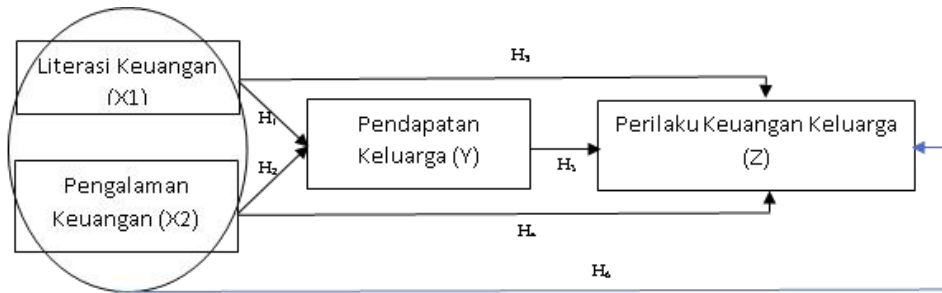 Literasi Keuangan
(X1)
H₃
H₁
Pendapatan
Keluarga (Y)
Perilaku Keuangan Keluarga
(Z)
H₂
H₅
Pengalaman
Keuangan (X2)
H₄
H₆